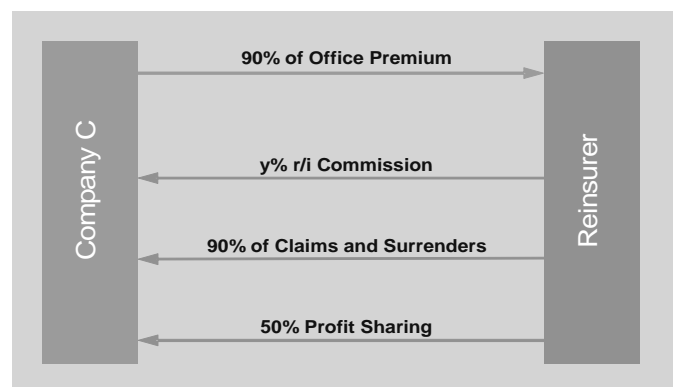 Company C
90% of Office Premium
y% r/i Commission
90% of Claims and Surrenders
50% Profit Sharing
Reinsurer